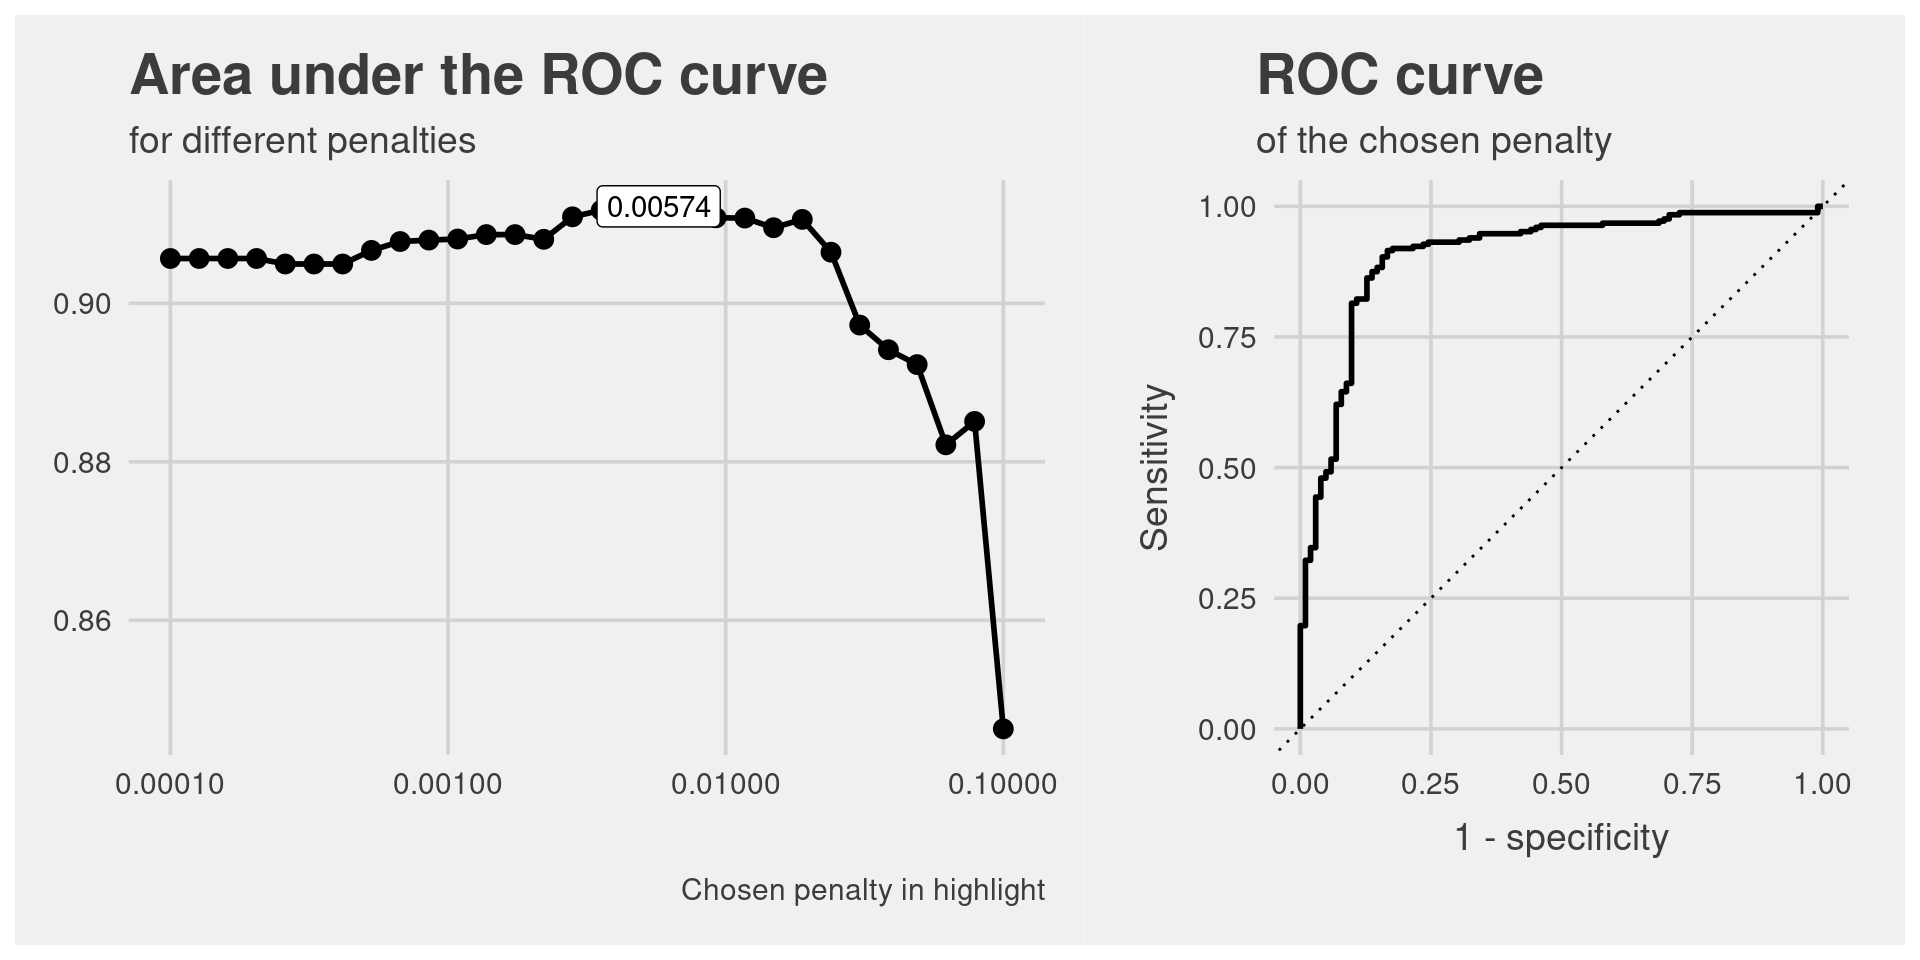 Area under the ROC curve
for different penalties
0.00574
0.90
0.88
0.86
0.00010 0.00100 0.01000 0.10000
Chosen penalty in highlight
ROC curve
of the chosen penalty
1.00
0.75
0.50
0.25
0.00
Sensitivity
0.00 0.25 0.50 0.75 1.00
1 - specificity